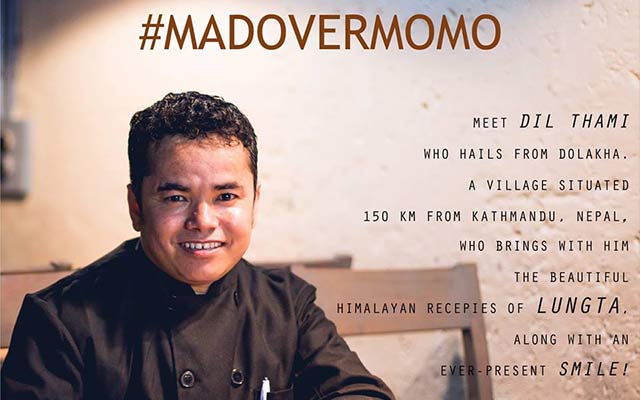 #MADOVERMOMO
MEET DIL THAMI
WHO HAILS FROM DOLAKHA.
A VILLAGE SITUATED
150 KM FROM KATHMANDU, NEPAL,
WHO BRINGS WITH HIM
THE BEAUTIFUL
HIMALAYAN RECEPIES OF LUNGTA,
ALONG WITH AN
EVER-PRESENT SMILE!